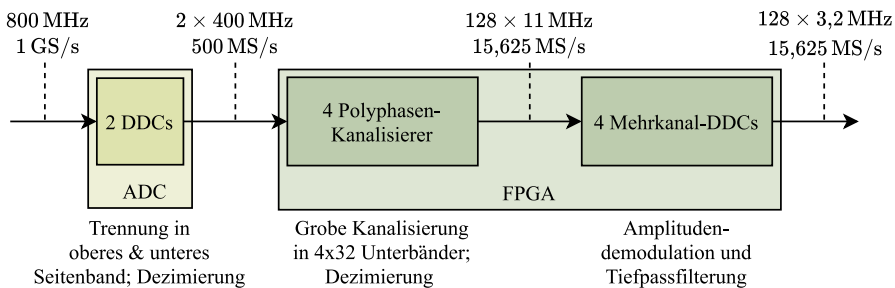 800 MHz
1 GS/s
2 × 400 MHz
500 MS/s
128 × 11 MHz
15,625 MS/s
128 × 3,2 MHz
15,625 MS/s
2 DDCs
ADC
4 Polyphasen-
Kanalisierer
4 Mehrkanal-DDCs
FPGA
Trennung in
oberes & unteres
Seitenband; Dezimierung
Grobe Kanalisierung
in 4x32 Unterbänder;
Dezimierung
Amplituden-
demodulation und
Tiefpassfilterung